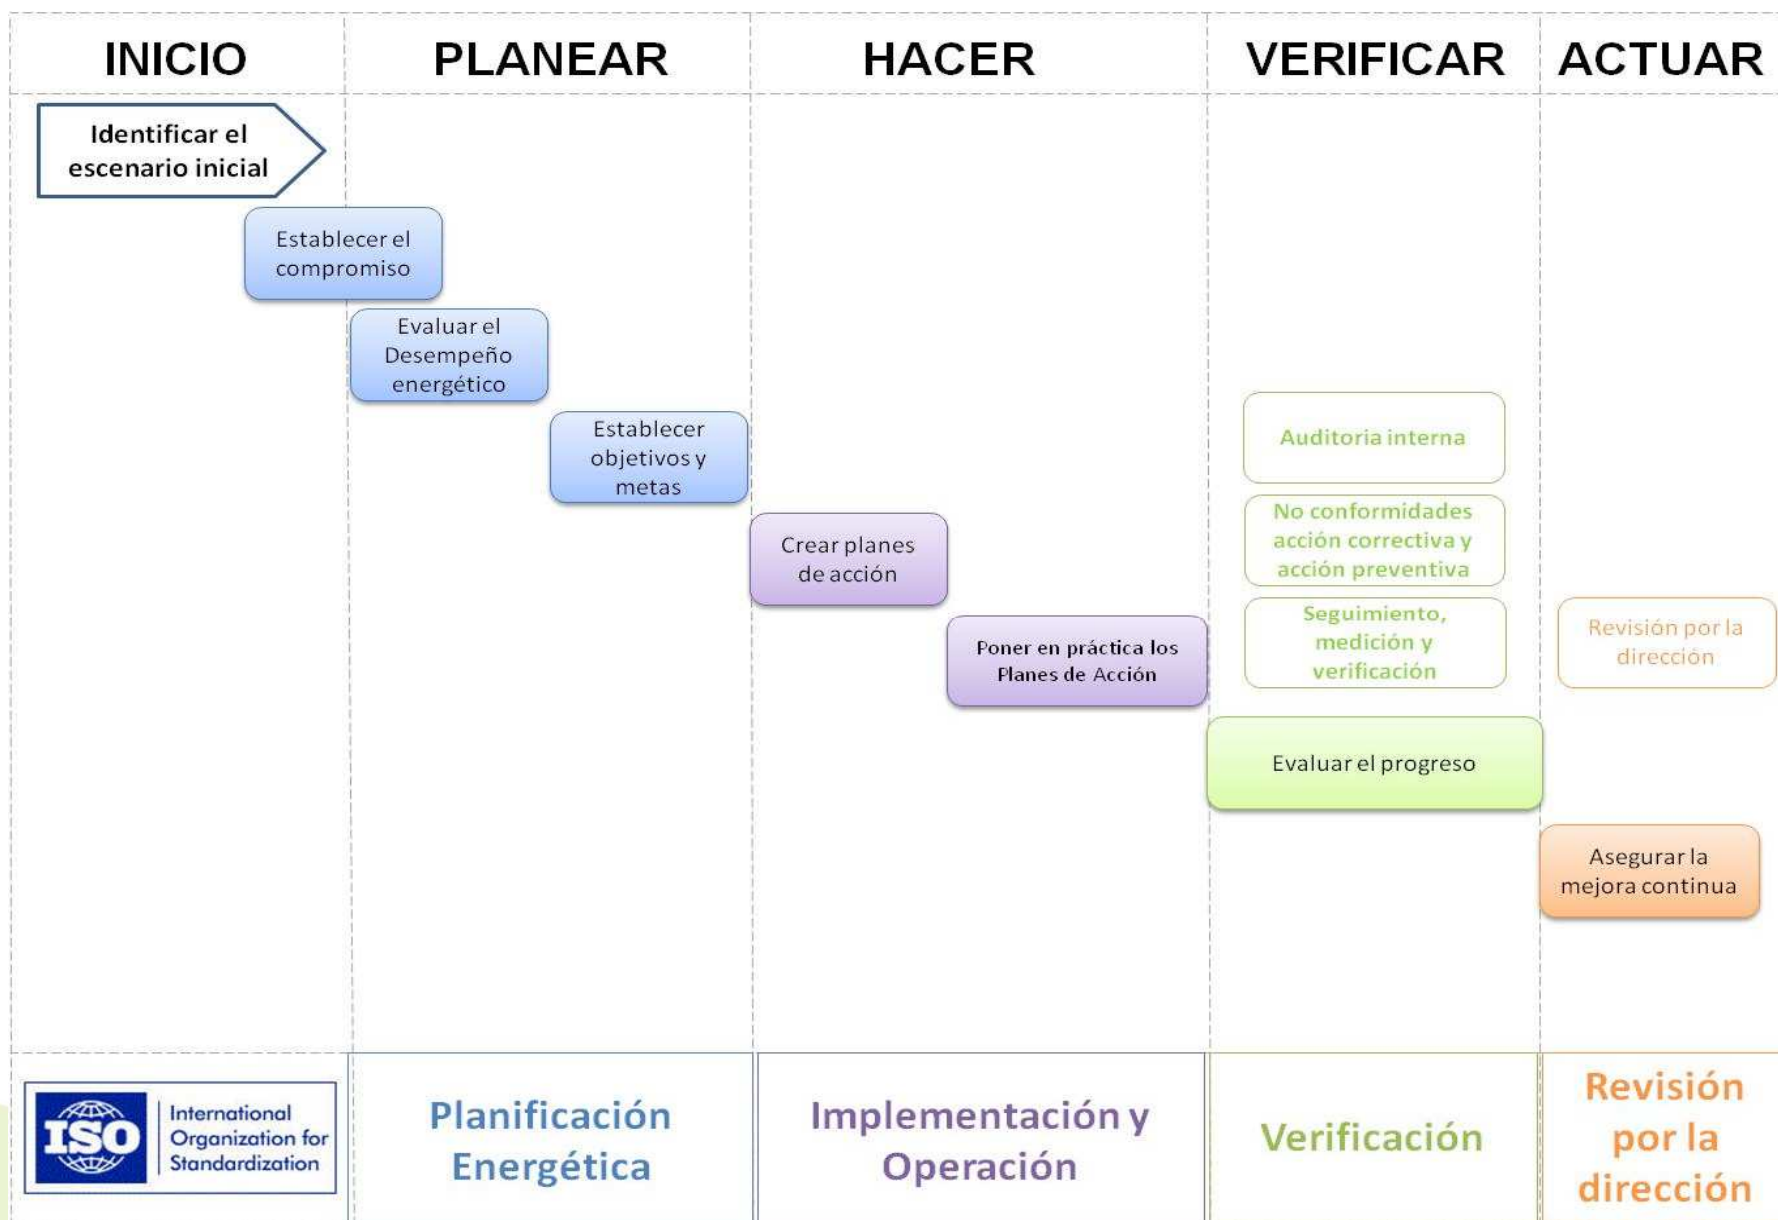 INICIO
PLANEAR
HACER
VERIFICAR
ACTUAR
Identificar el
escenario inicial
Establecer el
compromiso
Evaluar el
Desempeño
energético
Establecer
objetivos y
metas
Crear planes
de acción
Poner en práctica los
Planes de Acción
Auditoria interna
No conformidades
acción correctiva y
acción preventiva
Seguimiento,
medición y
verificación
Revisión por la
dirección
Evaluar el progreso
Asegurar la
mejora continua
ISO
International
Organization for
Standardization
Planificación
Energética
Implementación y
Operación
Verificación
Revisión
por la
dirección